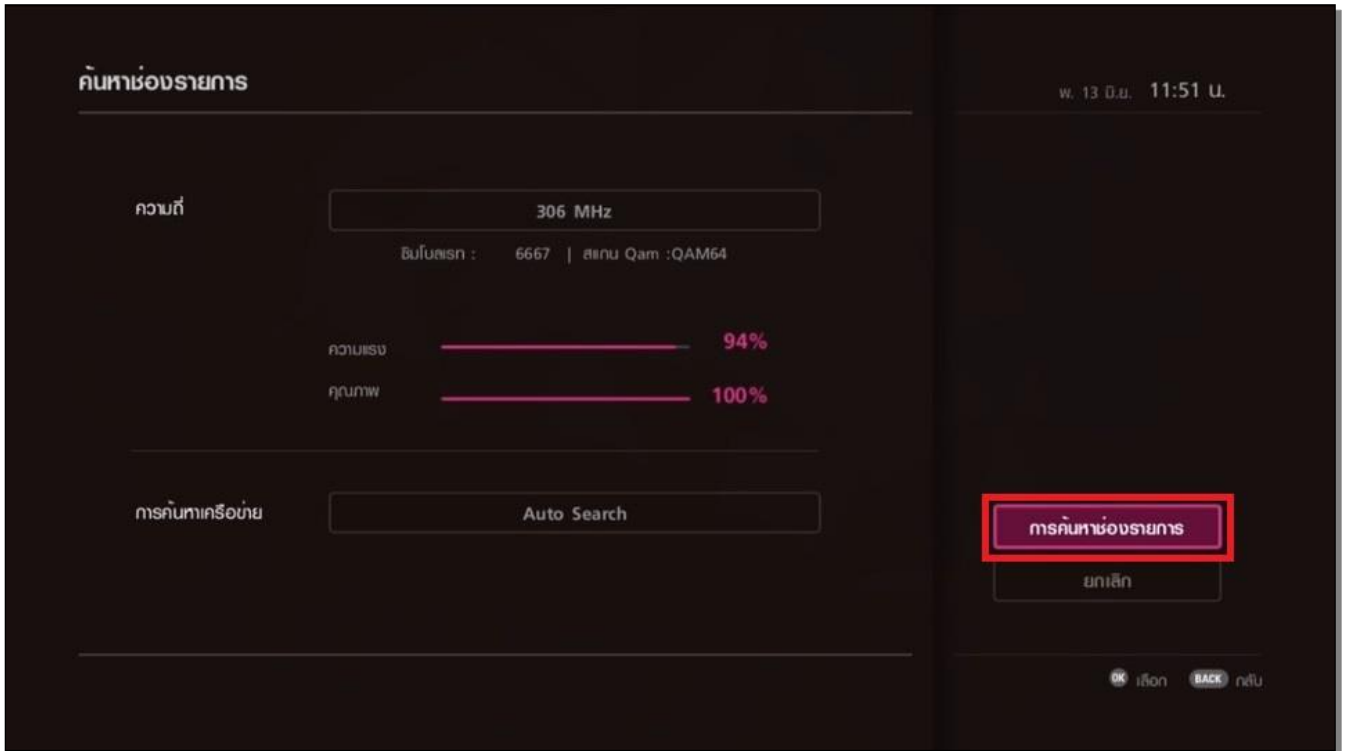 ค้นหาช่องรายการ
พ. 13 มิ.ย. 11:51 น.
ความถี่
306 MHz
ซิมโบลเรท : 6667 | สแกน Qam :QAM64
ความแรง 94%
คุณภาพ 100%
การค้นหาเครือข่าย
Auto Search
การค้นหาช่องรายการ
ยกเลิก
OK เลือก BACK กลับ